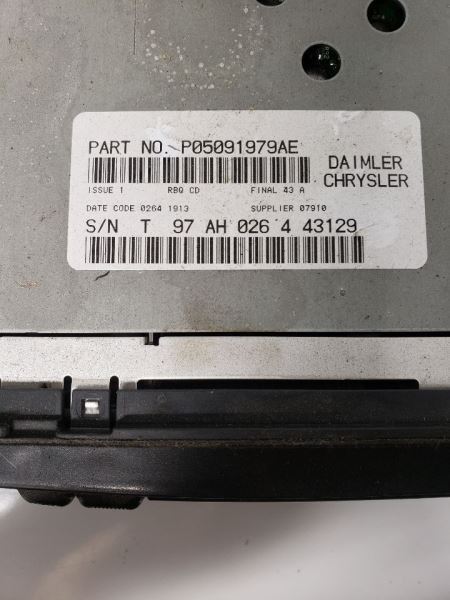 PART NO. P05091979AE
DAIMLER
CHRYSLER
ISSUE 1 RBQ CD FINAL 43 A
DATE CODE 0264 1913 SUPPLIER 07910
S/N T 97 AH 026 4 43129